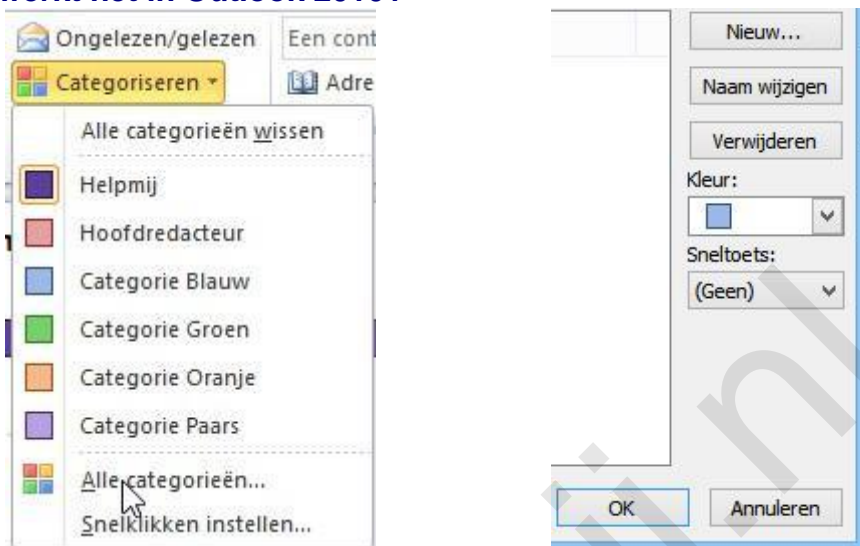 Ongelezen/gelezen
Een cont
Categoriseren
Adre
Alle categorieën wissen
Helpmij
Hoofdredacteur
Categorie Blauw
Categorie Groen
Categorie Oranje
Categorie Paars
Alle categorieën...
Snelklikken instellen...
Nieuw...
Naam wijzigen
Verwijderen
Kleur:
Sneltoets:
(Geen)
OK
Annuleren